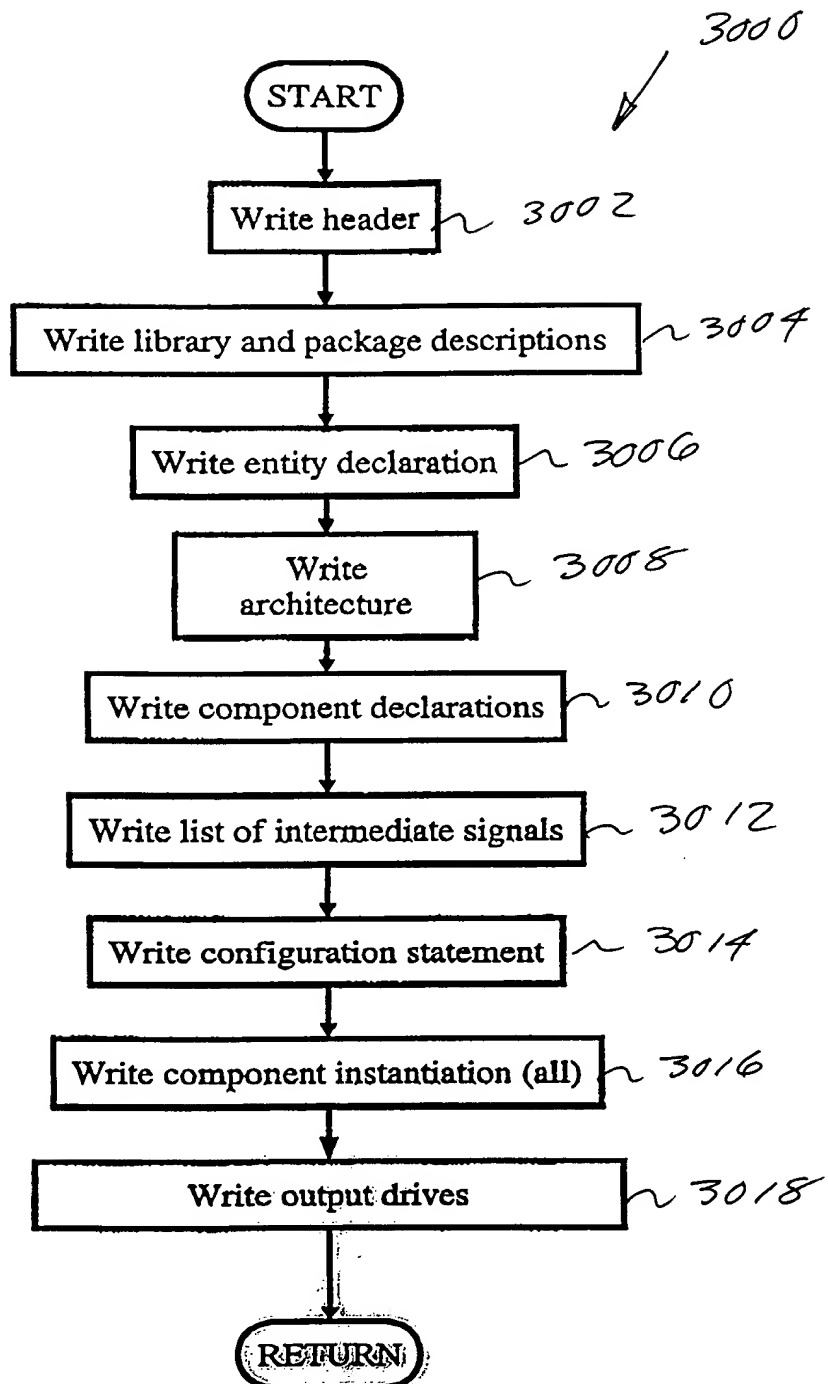 3000
START
Write header 3002
Write library and package descriptions 3004
Write entity declaration 3006
Write
architecture 3008
Write component declarations 3010
Write list of intermediate signals 3012
Write configuration statement 3014
Write component instantiation (all) 3016
Write output drives 3018
RETURN